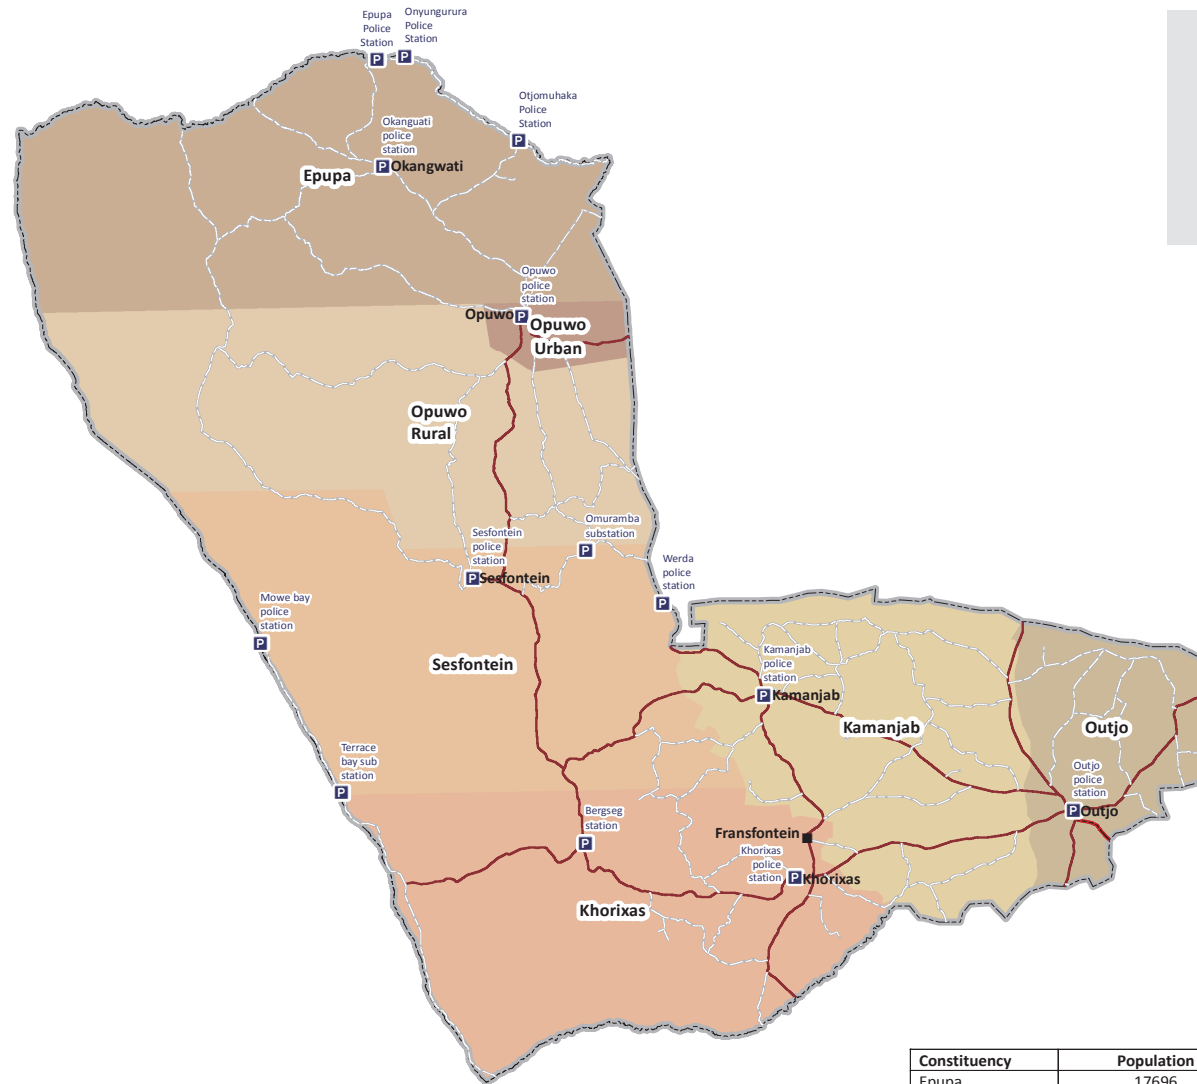 Epupa
Police
Station
Onyungurura
Police
Station
Otjomuhaka
Police
Station
Okanguati
police
station
P Okangwati
Epupa
P
P
P
Opuwo
police
station
Opuwo P
Opuwo
Urban
Opuwo
Rural
Sesfontein
police
station
P Sesfontein
Omuramba
substation
P
Werda
police
station
P
Mowe bay
police
station
P
Sesfontein
Kamanjab
police
station
P Kamanjab
Kamanjab
Outjo
Outjo
police
station
P Outjo
Terrace
bay sub
station
P
Bergseg
station
P
Fransfontein
Khorixas
police
station
P Khorixas
Khorixas
Constituency Population
Epupa 17696